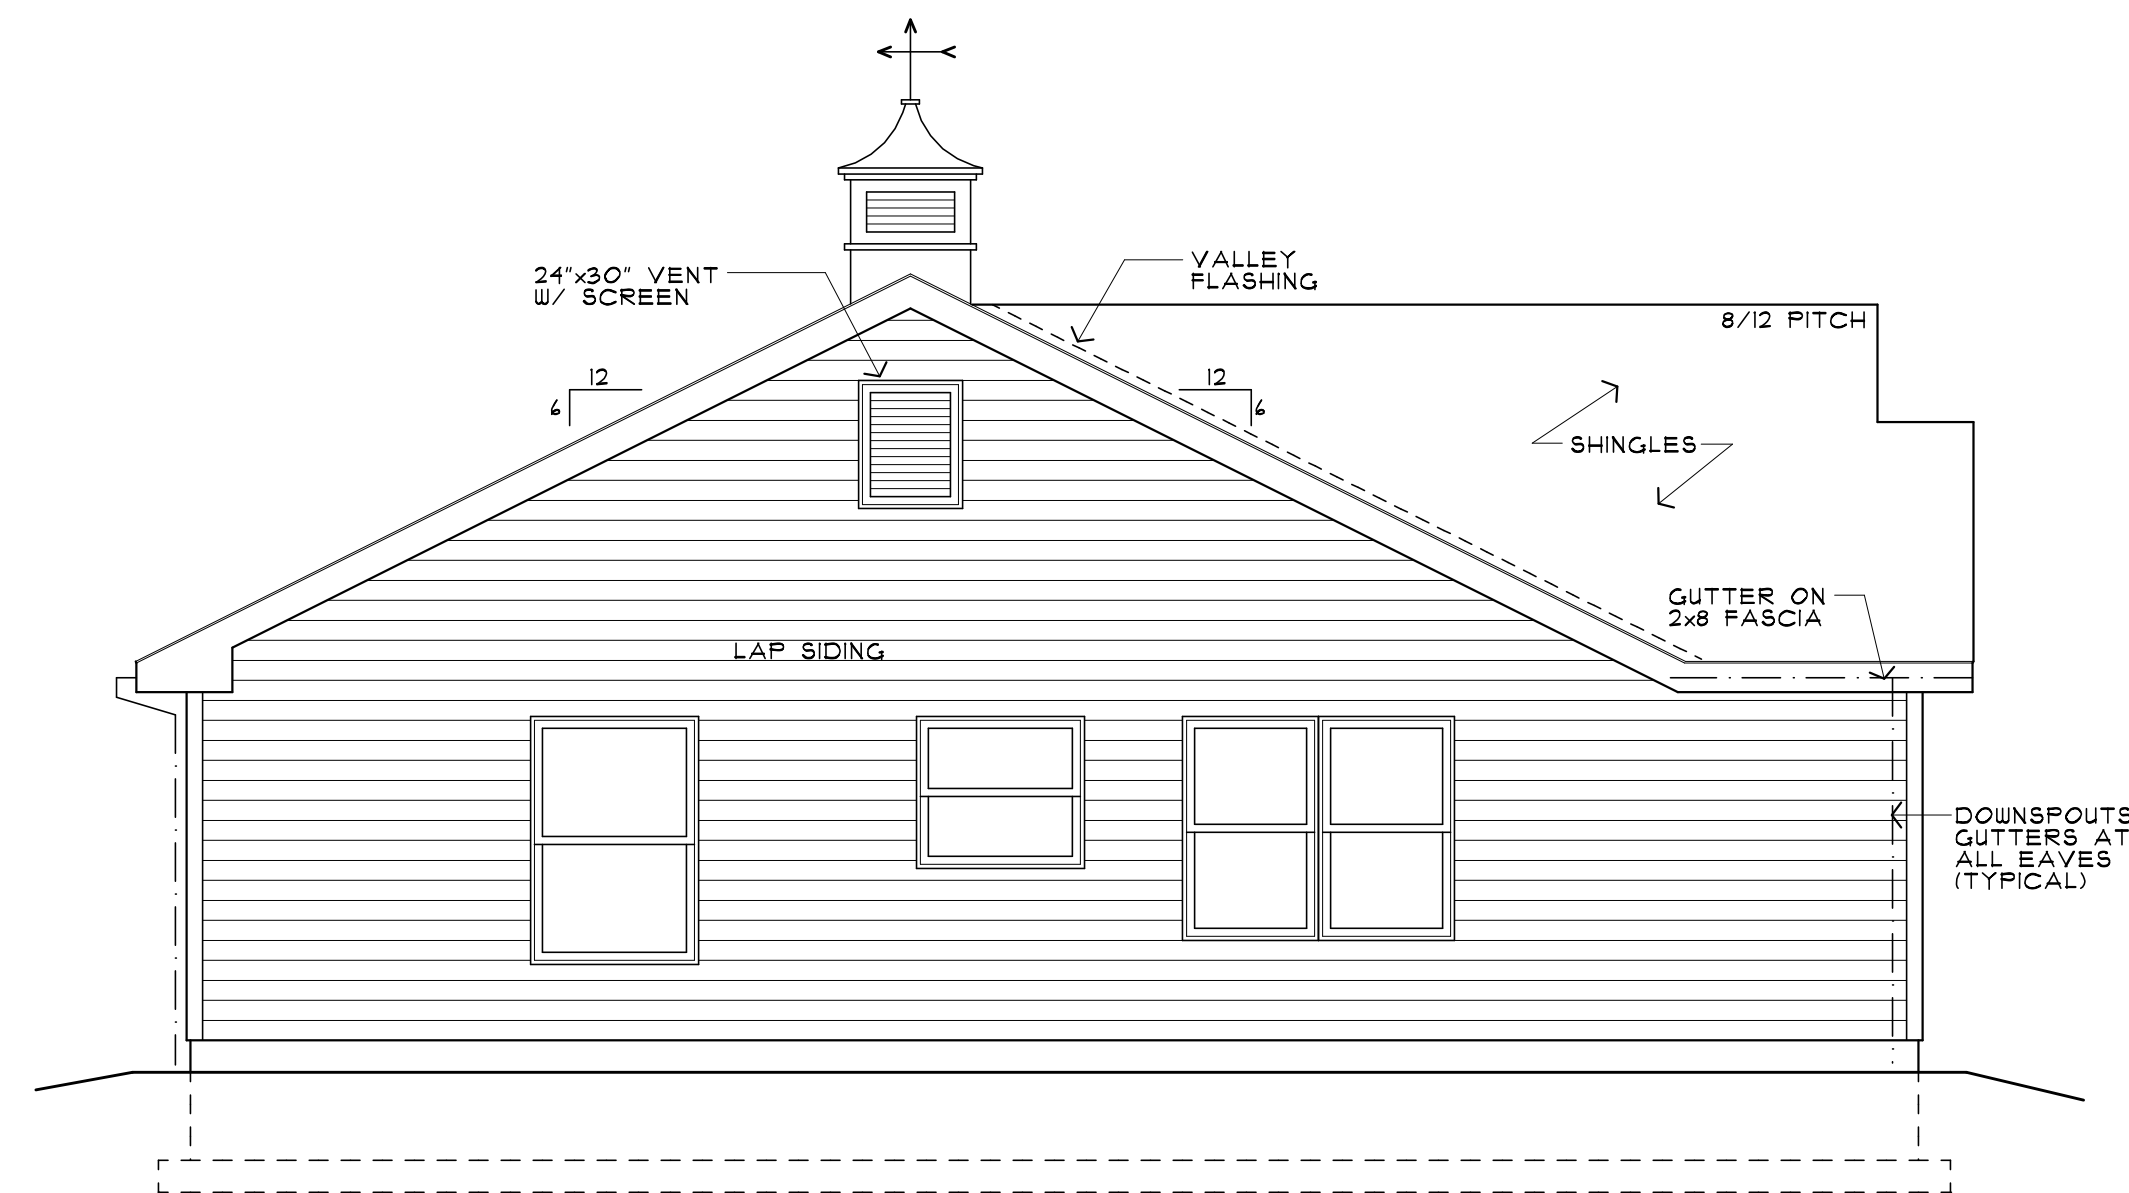 24"x30" VENT
W/ SCREEN
VALLEY
FLASHING
8/12 PITCH
12
6
12
6
SHINGLES
GUTTER ON
2x8 FASCIA
LAP SIDING
DOWNSPOUTS
GUTTERS AT
ALL EAVES
(TYPICAL)